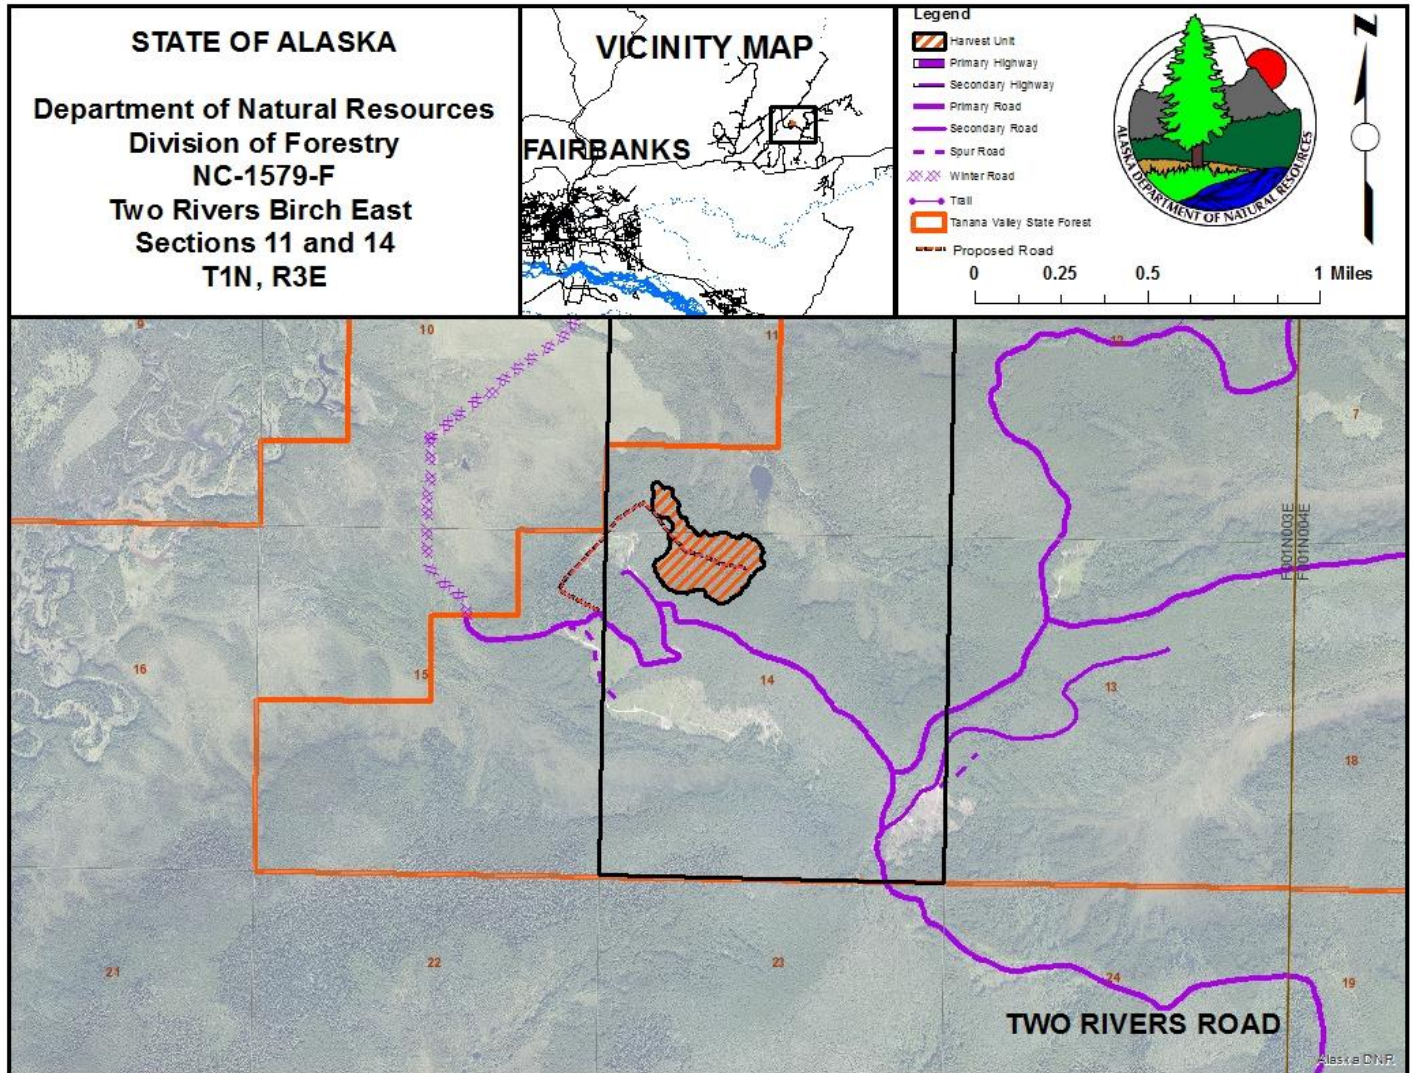 STATE OF ALASKA
Department of Natural Resources
Division of Forestry
NC-1579-F
Two Rivers Birch East
Sections 11 and 14
T1N, R3E
VICINITY MAP
FAIRBANKS
Legend
Harvest Unit
Primary Highway
Secondary Highway
Primary Road
Secondary Road
Spur Road
Winter Road
Trail
Tanana Valley State Forest
Proposed Road
ALASKA DEPARTMENT OF NATURAL RESOURCES
N
0 0.25 0.5 1 Miles
9
10
11
12
7
F001N003E
F001N004E
16
15
14
13
18
21
22
23
24
19
TWO RIVERS ROAD
Alaska DNR